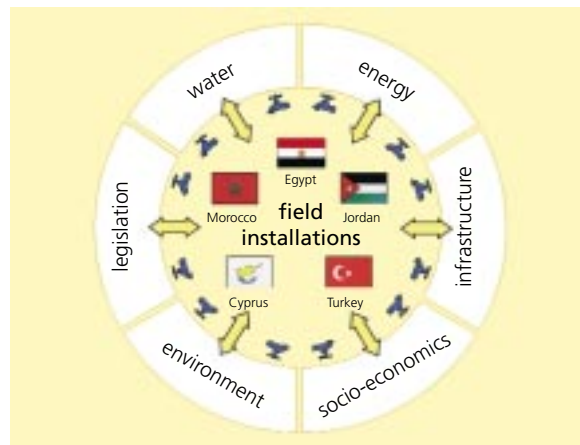 water
energy
Egypt
Morocco
field
Jordan
installations
legislation
infrastructure
Cyprus
Turkey
environment
socio-economics